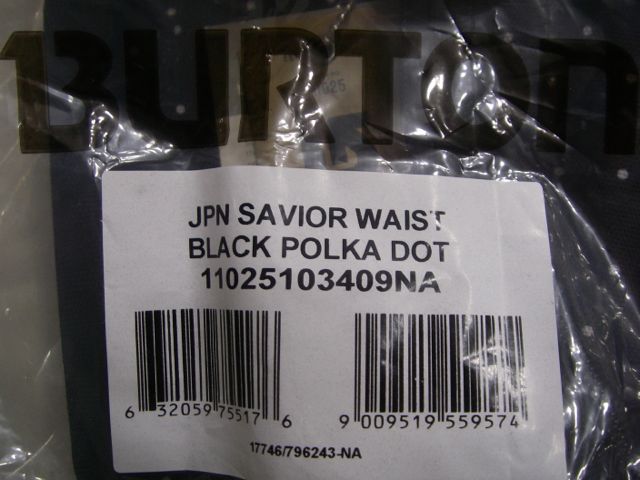 BURTON
JPN SAVIOR WAIST
BLACK POLKA DOT
11025103409NA
6 32059 75517 6
9 009519 559574
17746/796243-NA